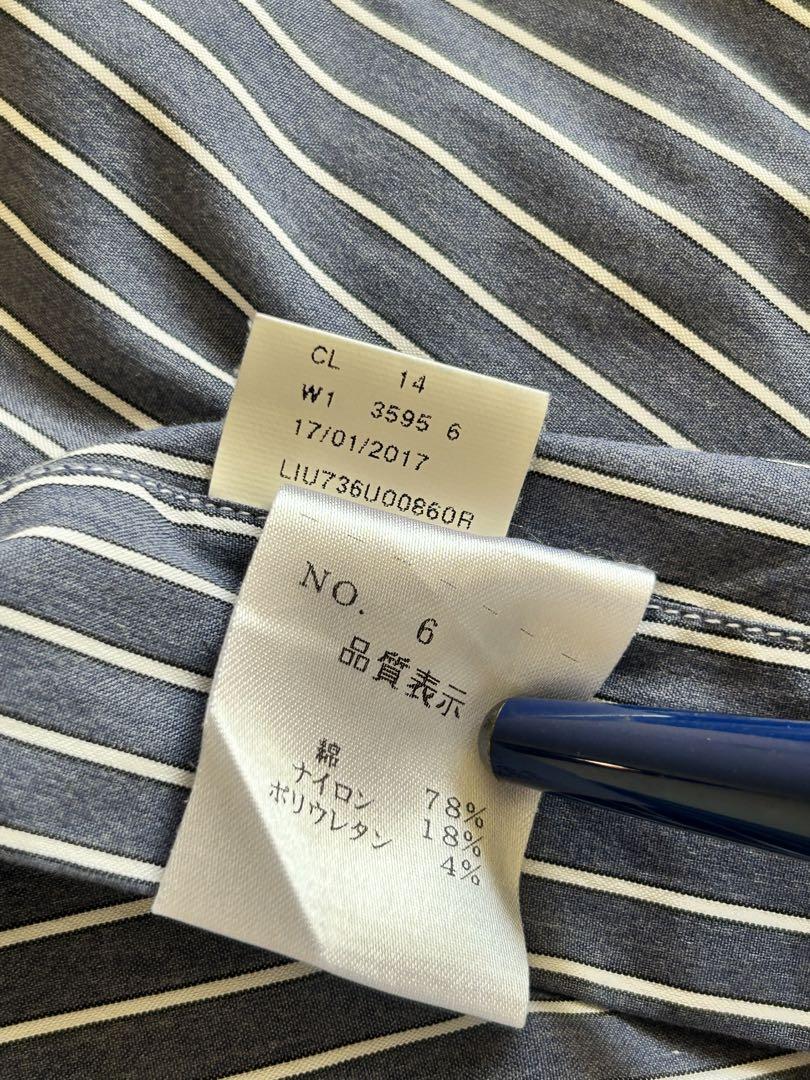 CL 14
W1 3595 6
17/01/2017
LIU736U00860R
NO. 6
品質表示
綿 78%
ナイロン 18%
ポリウレタン 4%